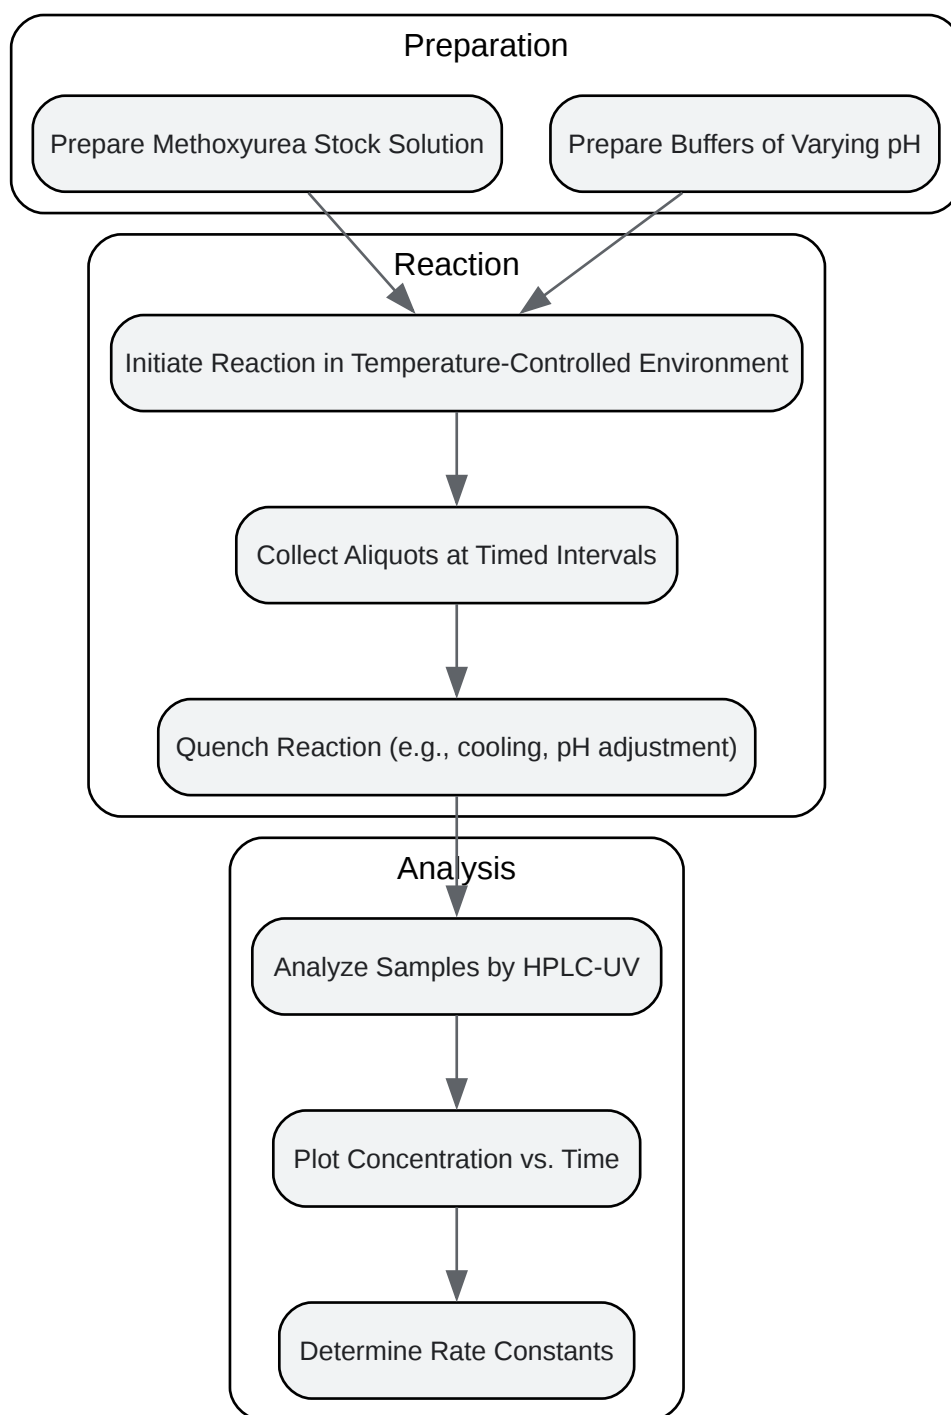 Preparation
Prepare Methoxyurea Stock Solution
Prepare Buffers of Varying pH
Reaction
Initiate Reaction in Temperature-Controlled Environment
Collect Aliquots at Timed Intervals
Quench Reaction (e.g., cooling, pH adjustment)
Analysis
Analyze Samples by HPLC-UV
Plot Concentration vs. Time
Determine Rate Constants